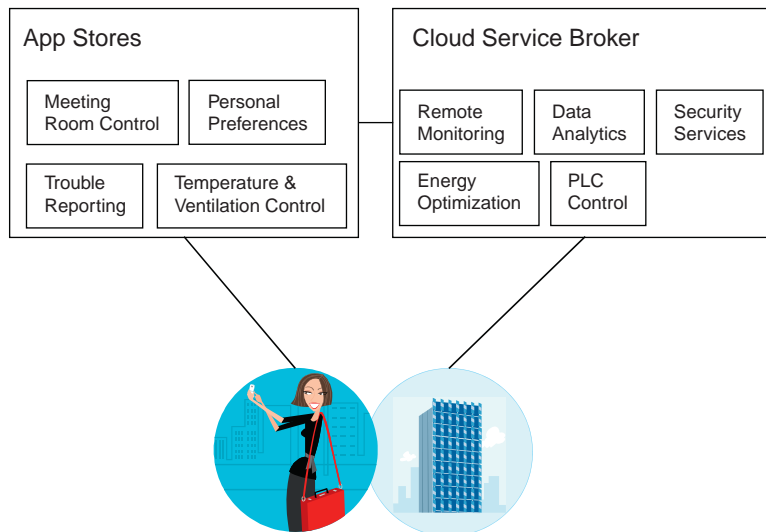 App Stores
Meeting
Room Control
Personal
Preferences
Trouble
Reporting
Temperature &
Ventilation Control
Cloud Service Broker
Remote
Monitoring
Data
Analytics
Security
Services
Energy
Optimization
PLC
Control